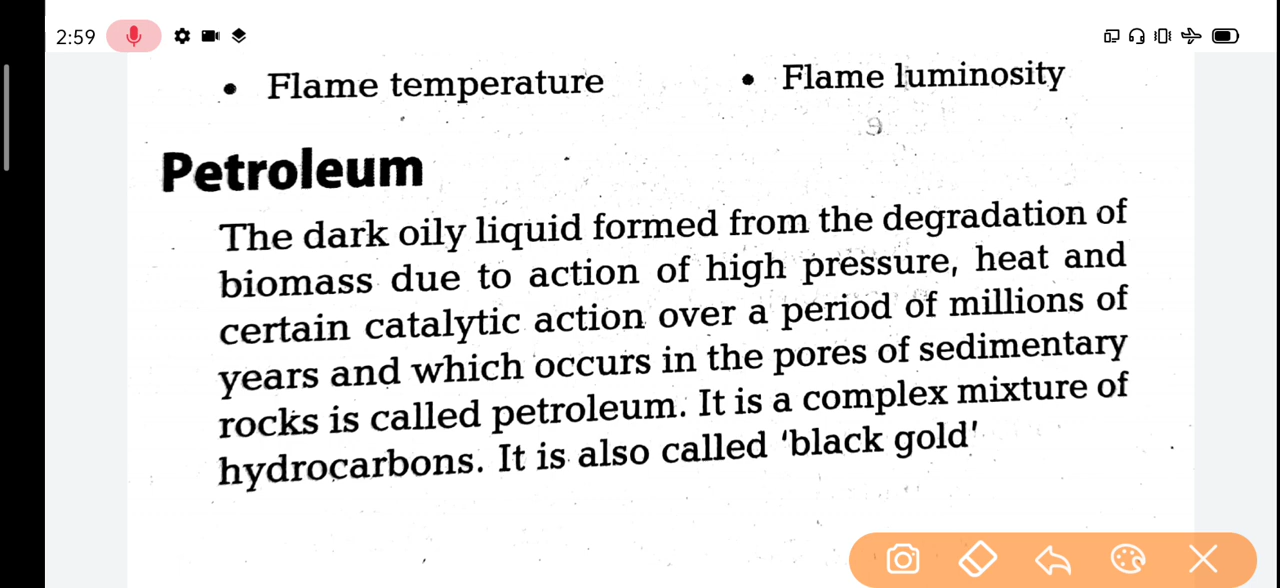 2:59
• Flame temperature • Flame luminosity
Petroleum
The dark oily liquid formed from the degradation of
biomass due to action of high pressure, heat and
certain catalytic action over a period of millions of
years and which occurs in the pores of sedimentary
rocks is called petroleum. It is a complex mixture of
hydrocarbons. It is also called ‘black gold'